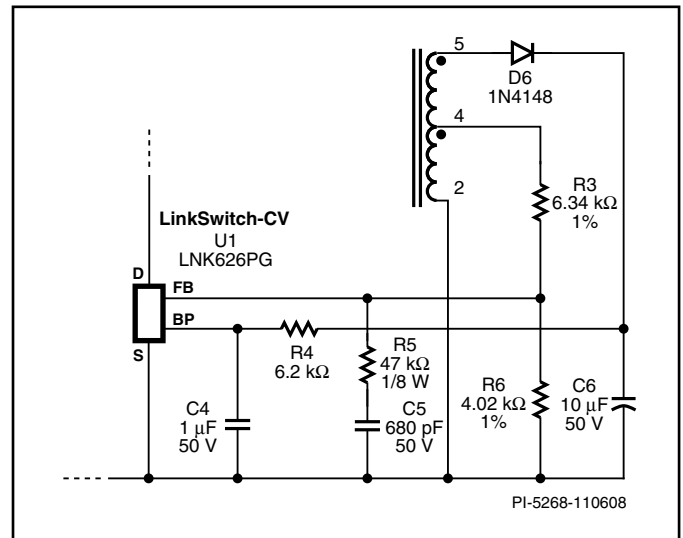 5
D6
1N4148
4
2
R3
6.34 kΩ
1%
LinkSwitch-CV
U1
LNK626PG
D
FB
BP
S
R4
6.2 kΩ
R5
47 kΩ
1/8 W
R6
4.02 kΩ
1%
C6
10 µF
50 V
C4
1 µF
50 V
C5
680 pF
50 V
PI-5268-110608